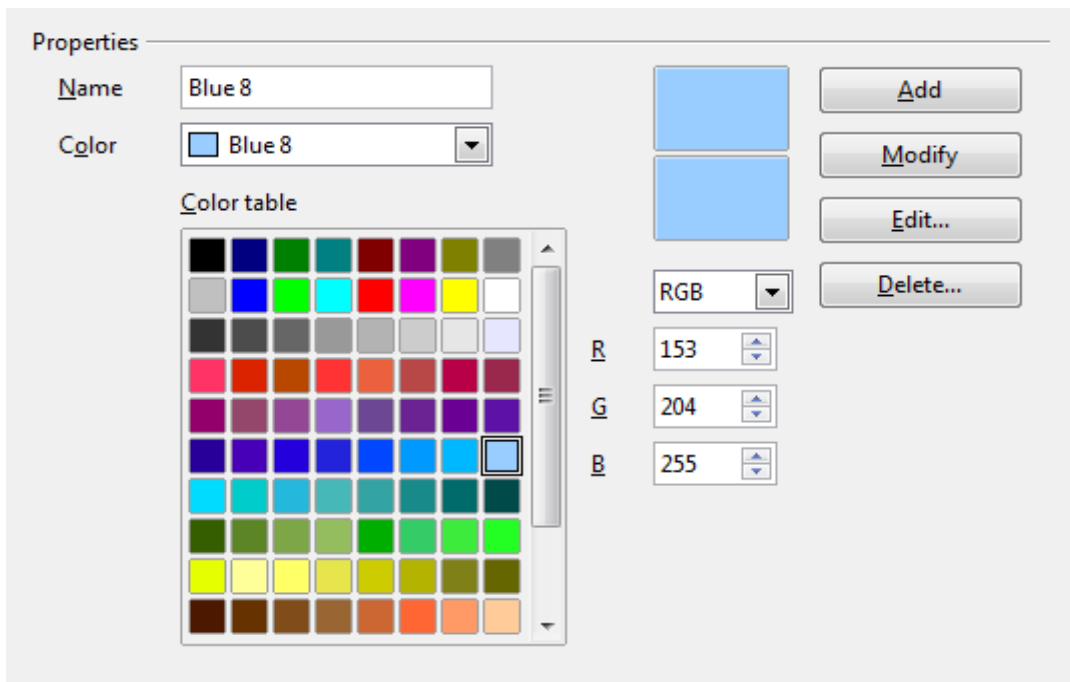 Properties
Name
Blue 8
Add
Color
Blue 8
Modify
Color table
Edit...
RGB
Delete...
R
153
G
204
B
255